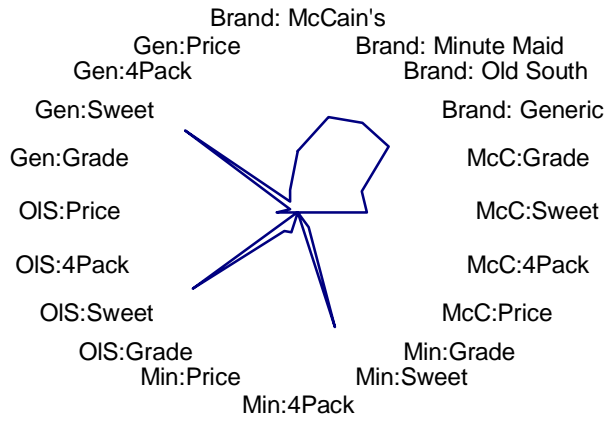 Brand: McCain's
Gen:Price
Brand: Minute Maid
Gen:4Pack
Brand: Old South
Gen:Sweet
Brand: Generic
Gen:Grade
McC:Grade
OlS:Price
McC:Sweet
OlS:4Pack
McC:4Pack
OlS:Sweet
McC:Price
OlS:Grade
Min:Grade
Min:Price
Min:Sweet
Min:4Pack